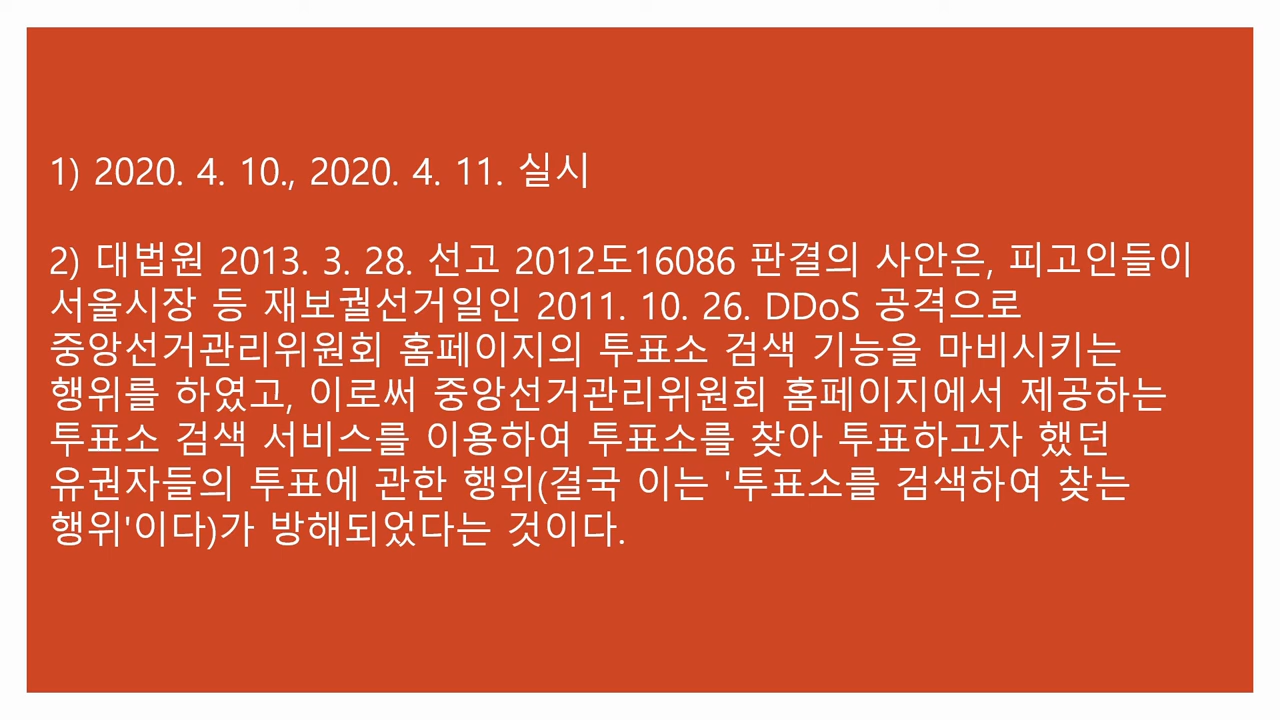 1) 2020. 4. 10., 2020. 4. 11. 실시
2) 대법원 2013. 3. 28. 선고 2012도16086 판결의 사안은, 피고인들이
서울시장 등 재보궐선거일인 2011. 10. 26. DDoS 공격으로
중앙선거관리위원회 홈페이지의 투표소 검색 기능을 마비시키는
행위를 하였고, 이로써 중앙선거관리위원회 홈페이지에서 제공하는
투표소 검색 서비스를 이용하여 투표소를 찾아 투표하고자 했던
유권자들의 투표에 관한 행위(결국 이는 '투표소를 검색하여 찾는
행위'이다)가 방해되었다는 것이다.